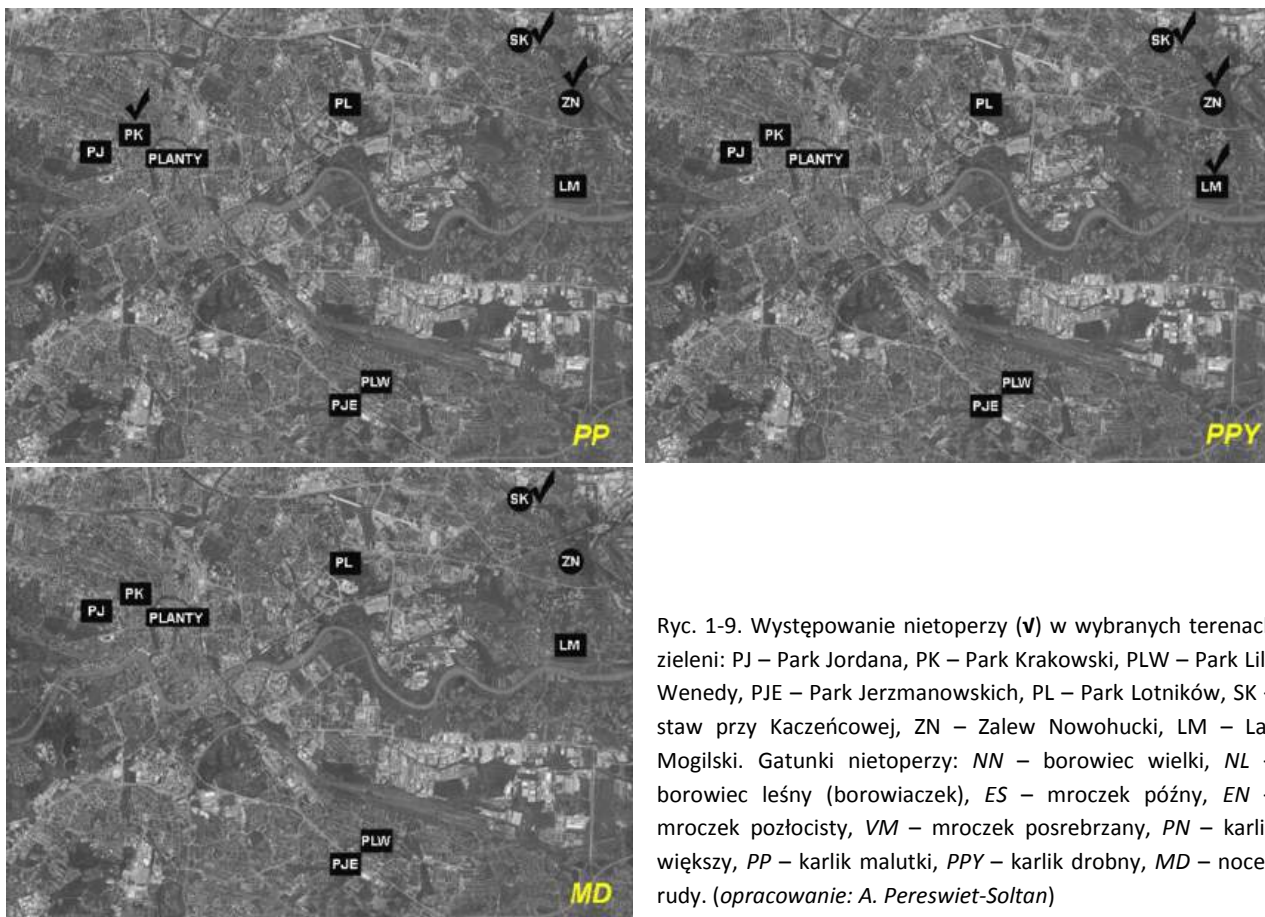 SK
ZN
PL
PK
PJ
PLANTY
LM
PLW
PJE
PP
SK
ZN
PL
PK
PJ
PLANTY
LM
PLW
PJE
PPY
SK
ZN
PL
PK
PJ
PLANTY
LM
PLW
PJE
MD
Ryc. 1-9. Występowanie nietoperzy (√) w wybranych terenach
zieleni: PJ – Park Jordana, PK – Park Krakowski, PLW – Park Lil
Wenedy, PJE – Park Jerzmanowskich, PL – Park Lotników, SK -
staw przy Kaczeńcowej, ZN – Zalew Nowohucki, LM – La
Mogilski. Gatunki nietoperzy: NN – borowiec wielki, NL -
borowiec leśny (borowiaczek), ES – mroczek późny, EN -
mroczek pozłocisty, VM – mroczek posrebrzany, PN – karli
większy, PP – karlik malutki, PPY – karlik drobny, MD – noce
rudy. (opracowanie: A. Pereswiet-Soltan)